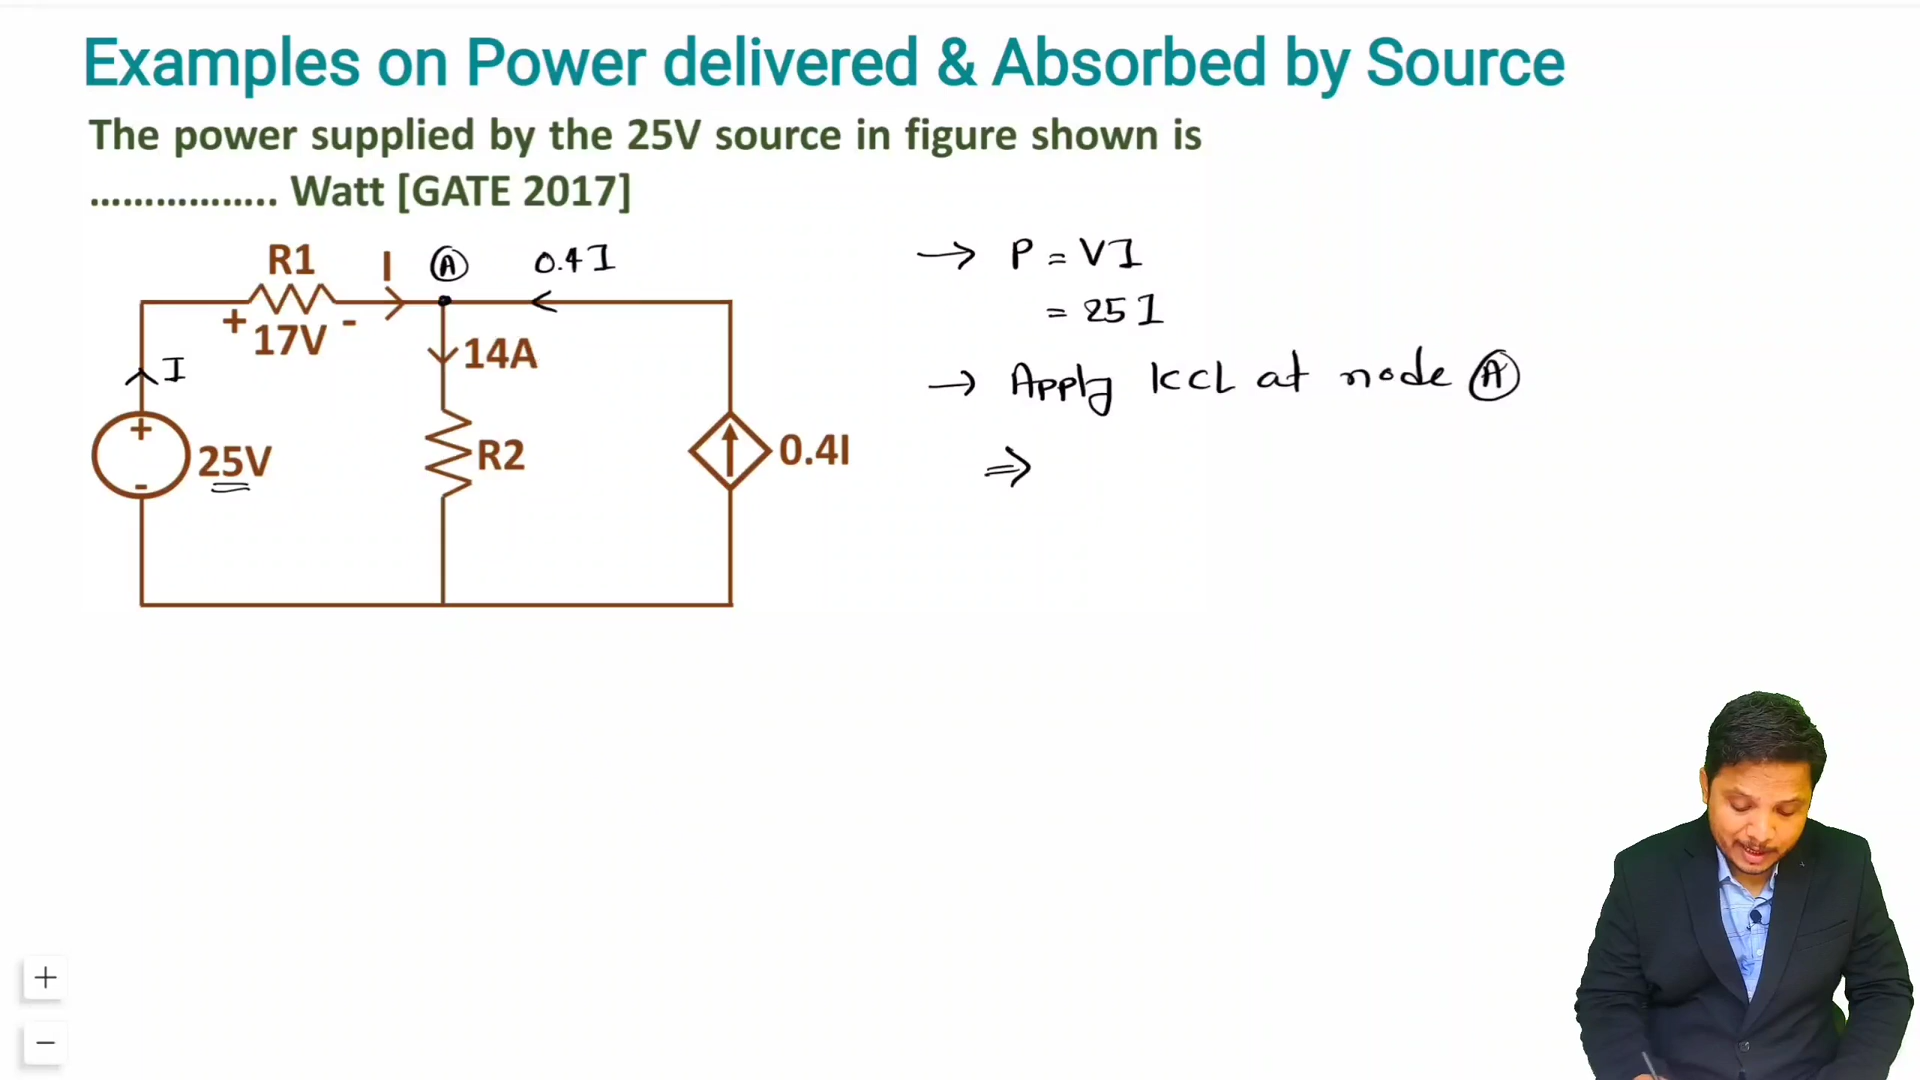 Examples on Power delivered & Absorbed by Source
The power supplied by the 25V source in figure shown is
................. Watt [GATE 2017]
R1
I
A
0.4I
+ 17V -
I
14A
+
25V
-
R2
0.4I
→ P = VI
= 25I
→ Apply KCL at node A
⇒
+
−